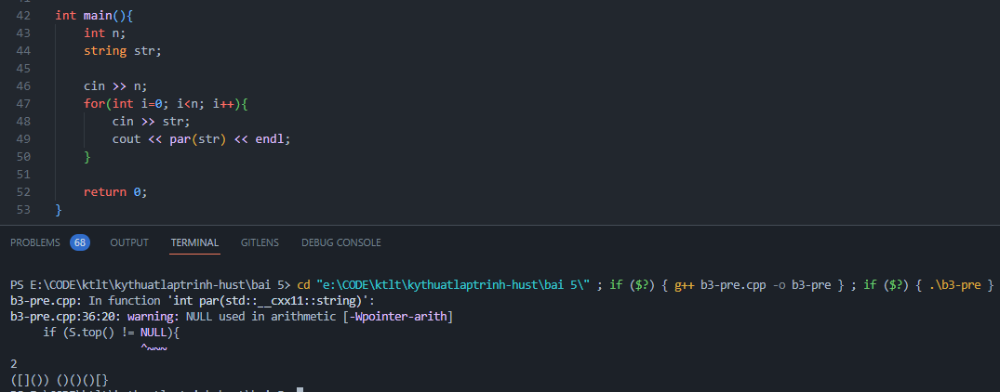 42 int main(){
43 int n;
44 string str;
45
46 cin >> n;
47 for(int i=0; i<n; i++){
48 cin >> str;
49 cout << par(str) << endl;
50 }
51
52 return 0;
53 }
PROBLEMS 68 OUTPUT TERMINAL GITLENS DEBUG CONSOLE
PS E:\CODE\ktlt\kythuatlaptrinh-hust\bai 5> cd "e:\CODE\ktlt\kythuatlaptrinh-hust\bai 5\" ; if ($?) { g++ b3-pre.cpp -o b3-pre } ; if ($?) { .\b3-pre }
b3-pre.cpp: In function 'int par(std::__cxx11::string)':
b3-pre.cpp:36:20: warning: NULL used in arithmetic [-Wpointer-arith]
if (S.top() != NULL){
^~~~
2
([]()) ()()()[}